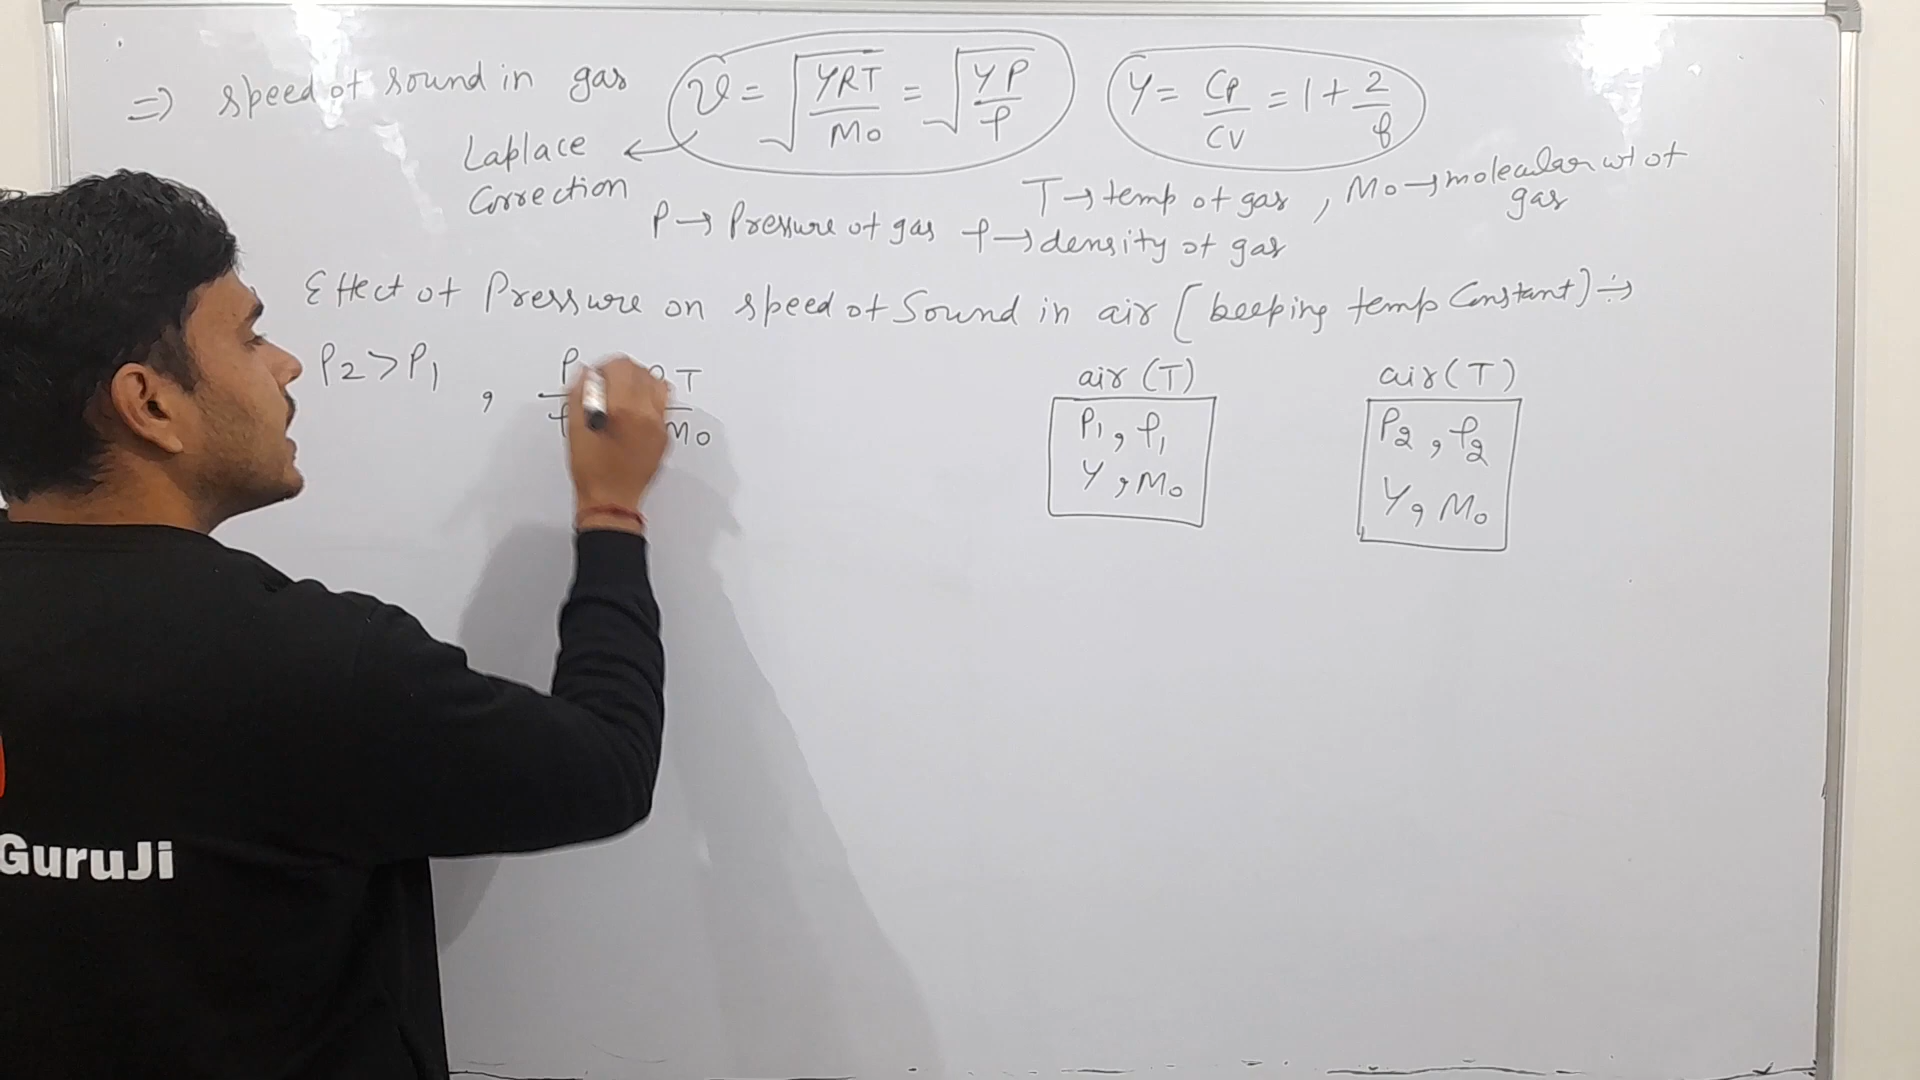 => speed of sound in gas v = √(γRT/M₀) = √(γP/ρ) γ = Cp/Cv = 1 + 2/f
Laplace ←
Correction
T → temp of gas , M₀ → molecular wt of gas
P → Pressure of gas ρ → density of gas
Effect of Pressure on speed of Sound in air [keeping temp Constant) :→
P₂ > P₁ ,
air (T)
P₁ , ρ₁
γ , M₀
air (T)
P₂ , ρ₂
γ , M₀
GuruJi